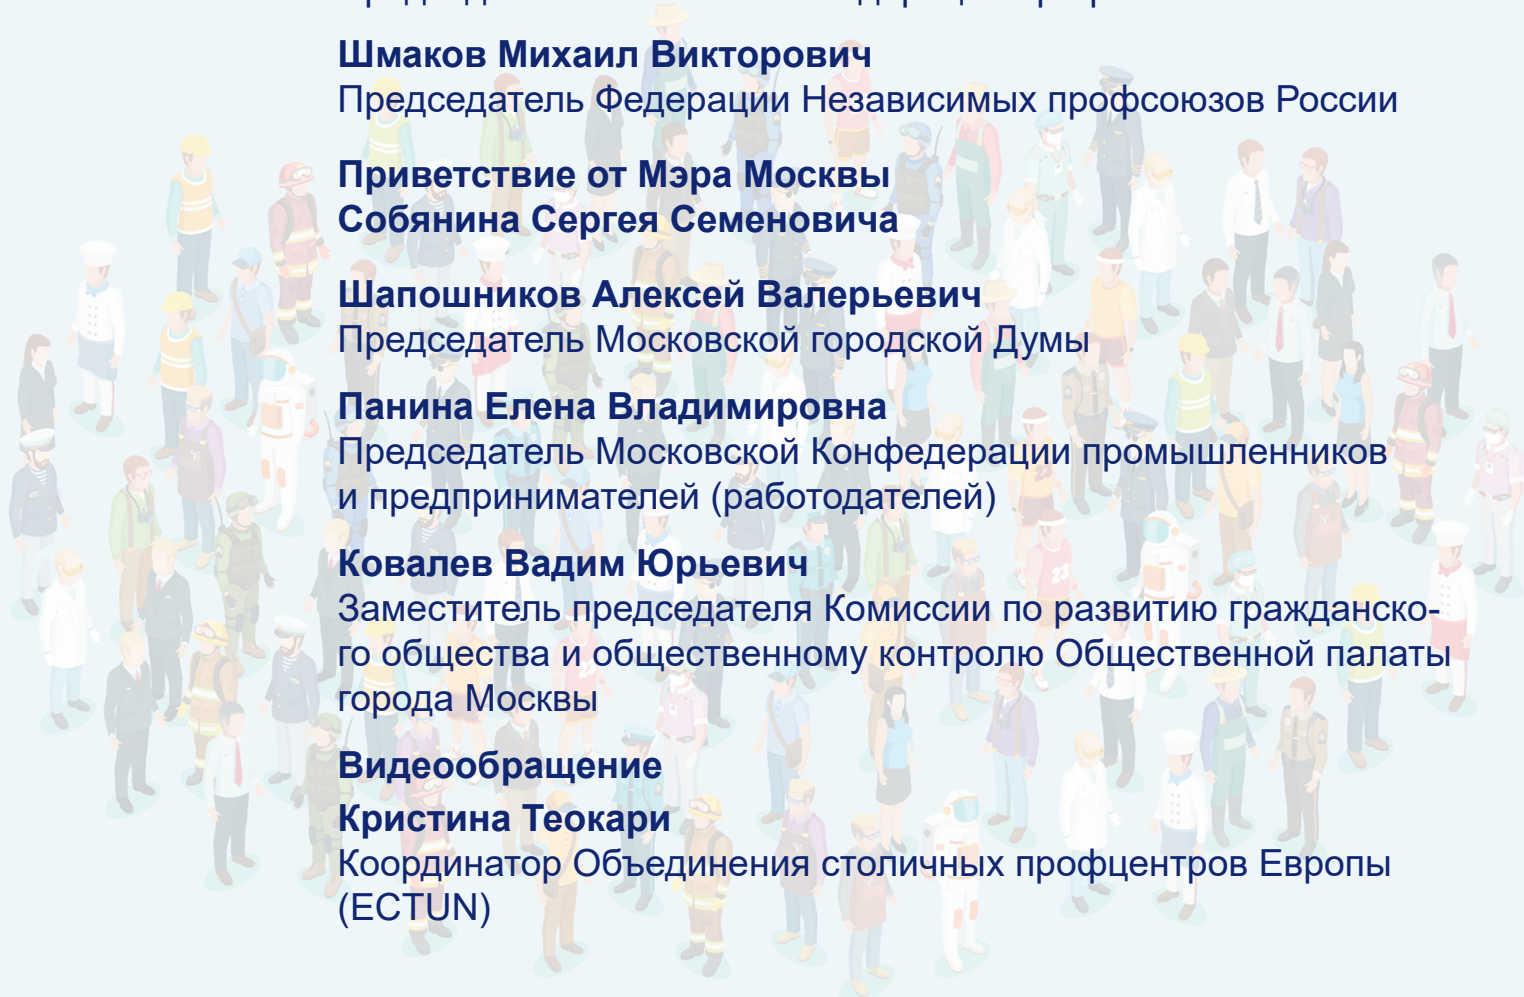 Шмаков Михаил Викторович
Председатель Федерации Независимых профсоюзов России
Приветствие от Мэра Москвы
Собянина Сергея Семеновича
Шапошников Алексей Валерьевич
Председатель Московской городской Думы
Панина Елена Владимировна
Председатель Московской Конфедерации промышленников
и предпринимателей (работодателей)
Ковалев Вадим Юрьевич
Заместитель председателя Комиссии по развитию гражданско-
го общества и общественному контролю Общественной палаты
города Москвы
Видеообращение
Кристина Теокари
Координатор Объединения столичных профцентров Европы
(ECTUN)